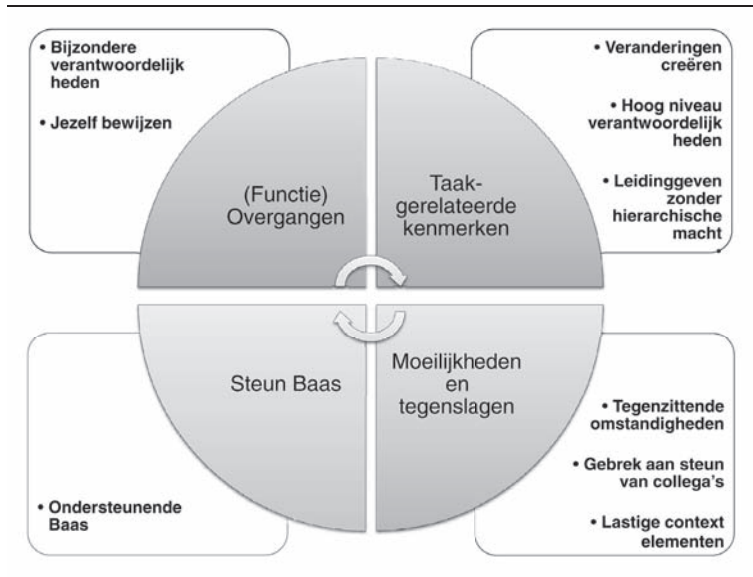 • Bijzondere
verantwoordelijk
heden
• Jezelf bewijzen
(Functie)
Overgangen
Taak-
gerelateerde
kenmerken
• Veranderingen
creëren
• Hoog niveau
verantwoordelijk
heden
• Leidinggeven
zonder
hierarchische
macht
•
Steun Baas
• Ondersteunende
Baas
Moeilijkheden
en
tegenslagen
• Tegenzittende
omstandigheden
• Gebrek aan steun
van collega's
• Lastige context
elementen